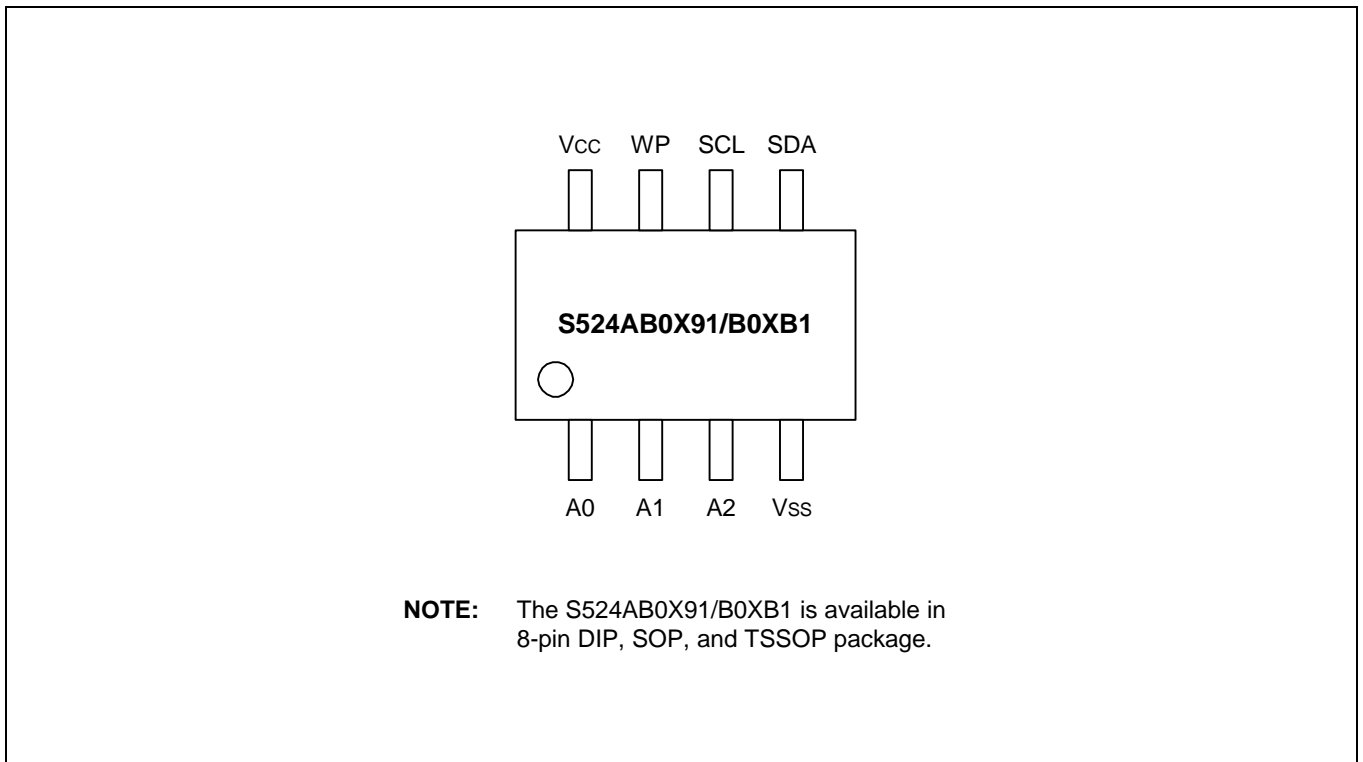 Vcc WP SCL SDA
S524AB0X91/B0XB1
A0 A1 A2 Vss
NOTE: The S524AB0X91/B0XB1 is available in
8-pin DIP, SOP, and TSSOP package.